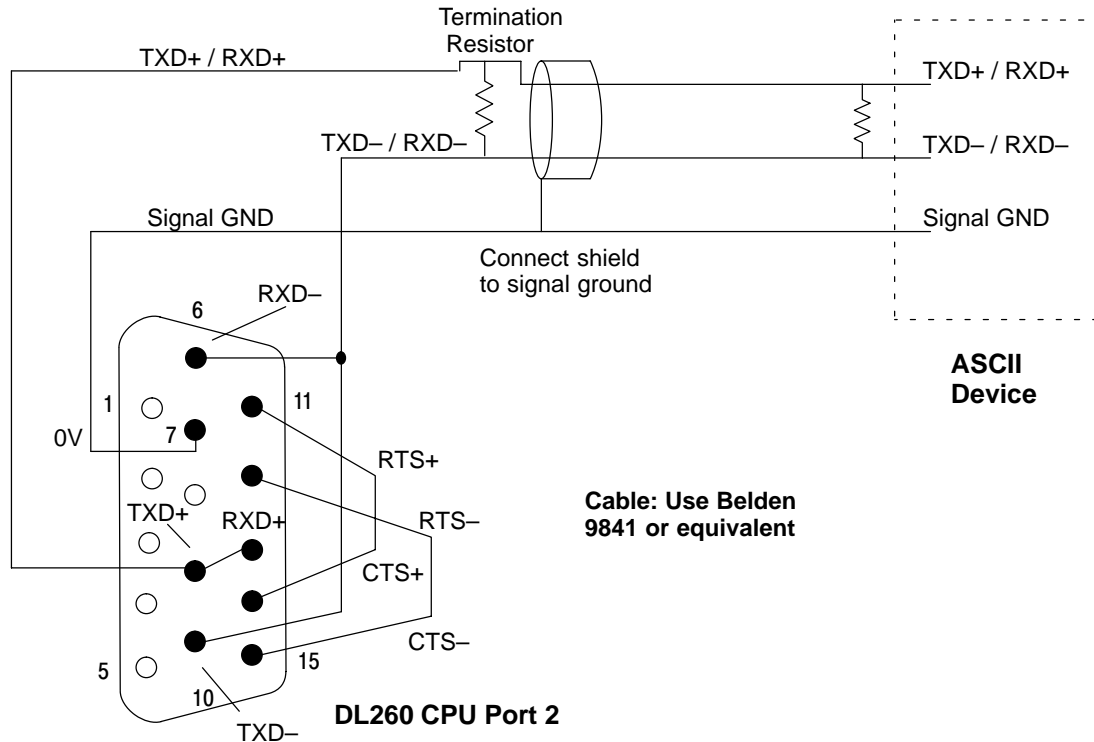 Termination
Resistor
TXD+ / RXD+
TXD+ / RXD+
TXD– / RXD–
TXD– / RXD–
Signal GND
Signal GND
Connect shield
to signal ground
RXD–
6
1
11
0V
7
ASCII
Device
RTS+
TXD+
RXD+
RTS–
Cable: Use Belden
9841 or equivalent
CTS+
CTS–
5
15
10
DL260 CPU Port 2
TXD–